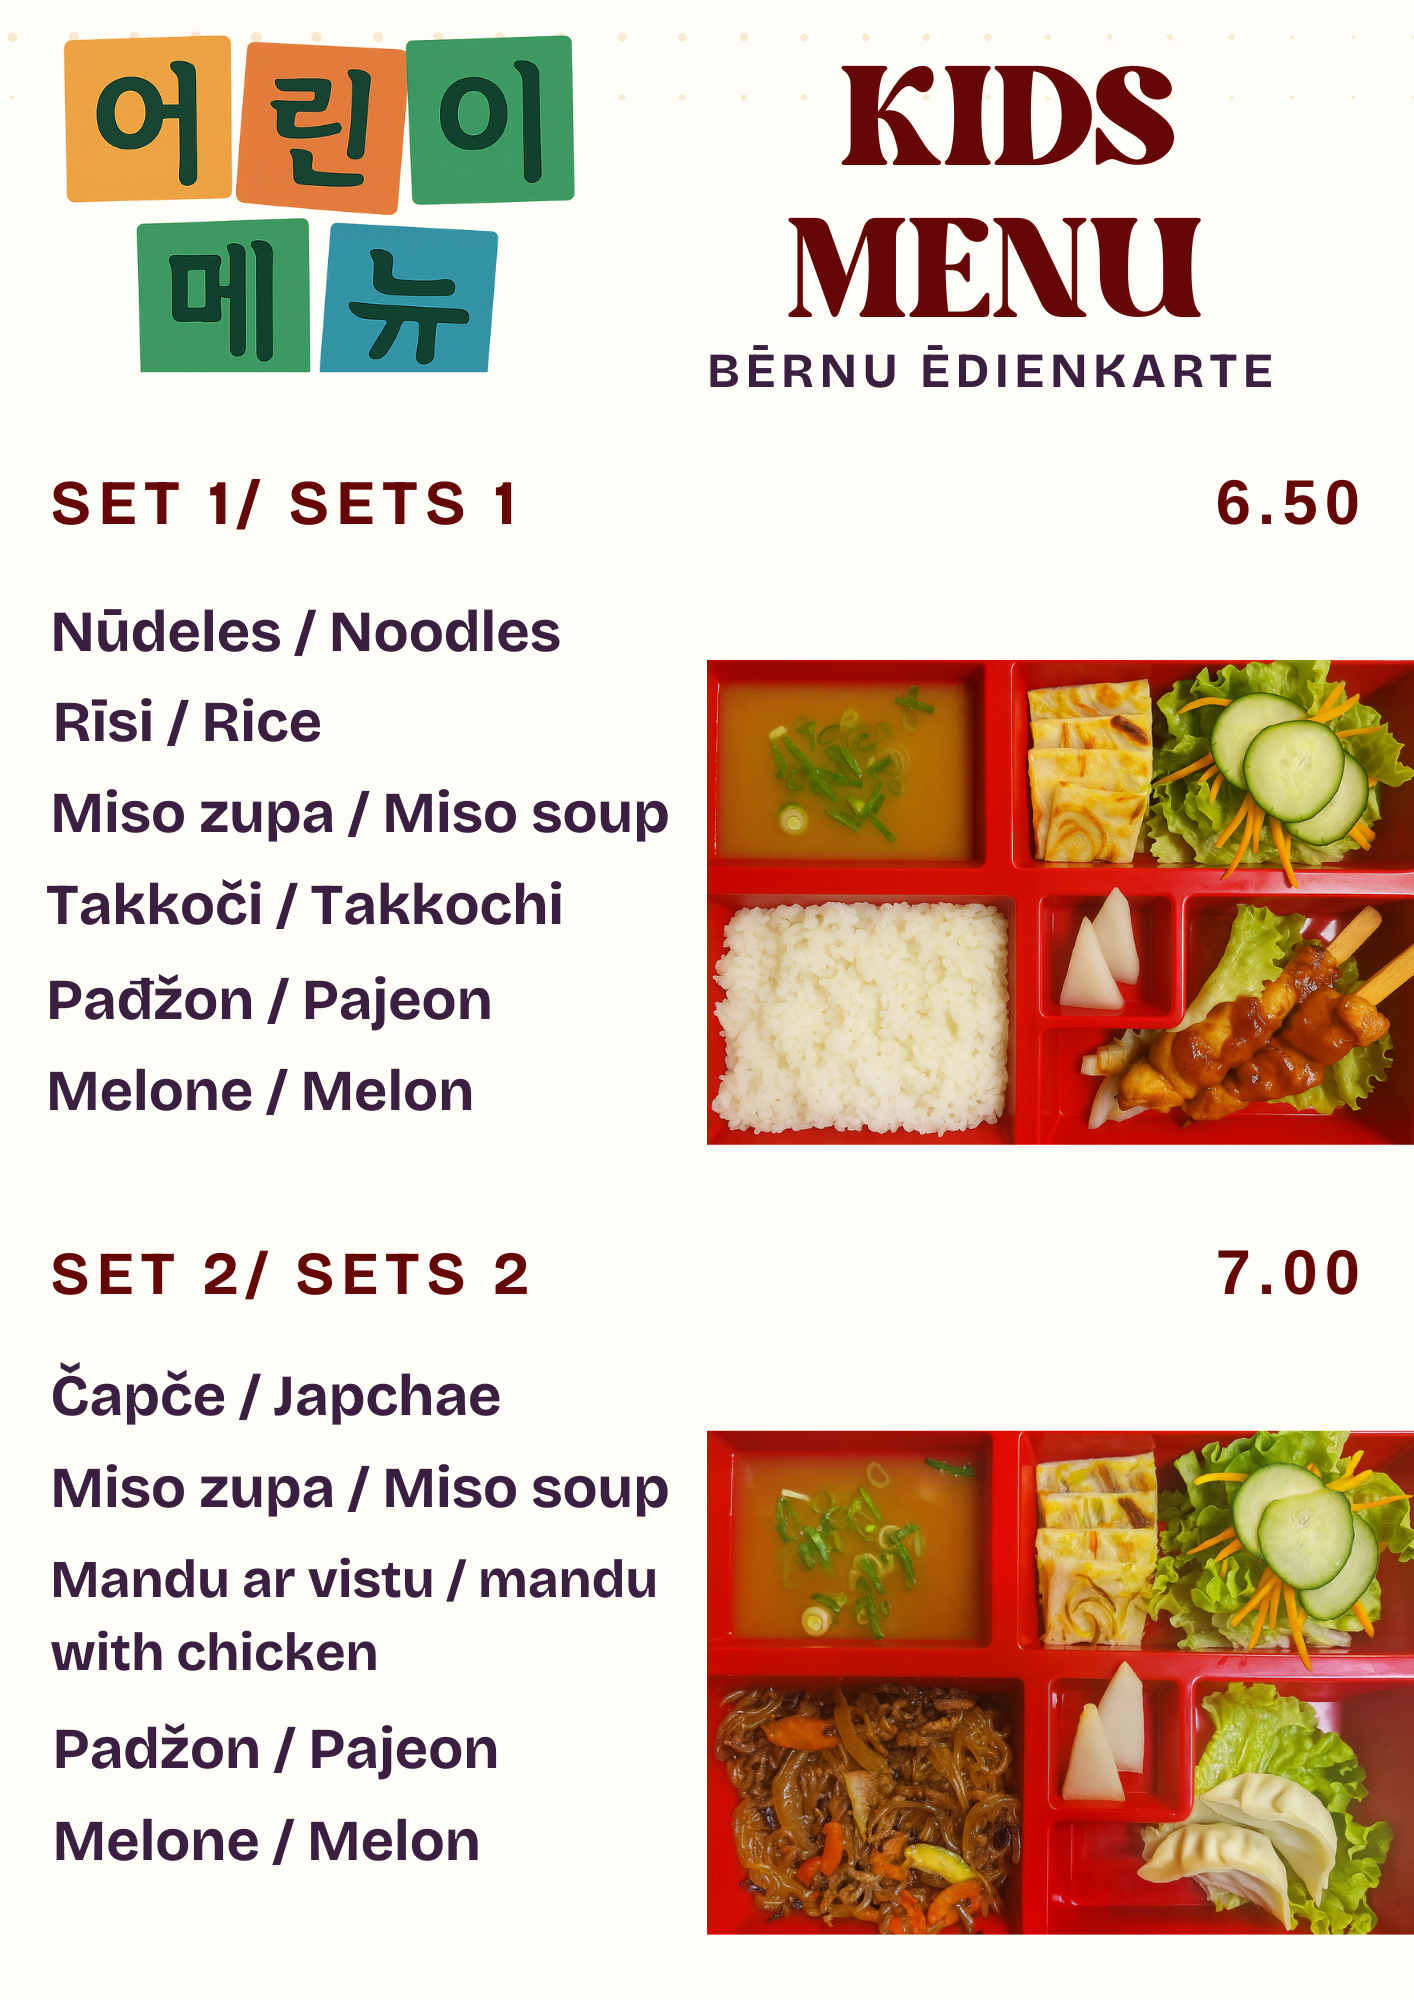 어린이
메뉴
KIDS
MENU
BĒRNU ĒDIENKARTE
SET 1/ SETS 1 6.50
Nūdeles / Noodles
Rīsi / Rice
Miso zupa / Miso soup
Takkoči / Takkochi
Pađžon / Pajeon
Melone / Melon
SET 2/ SETS 2 7.00
Čapče / Japchae
Miso zupa / Miso soup
Mandu ar vistu / mandu
with chicken
Padžon / Pajeon
Melone / Melon